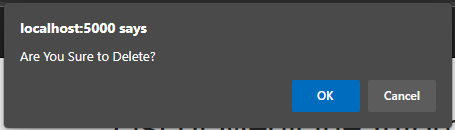 localhost:5000 says
Are You Sure to Delete?
OK
Cancel